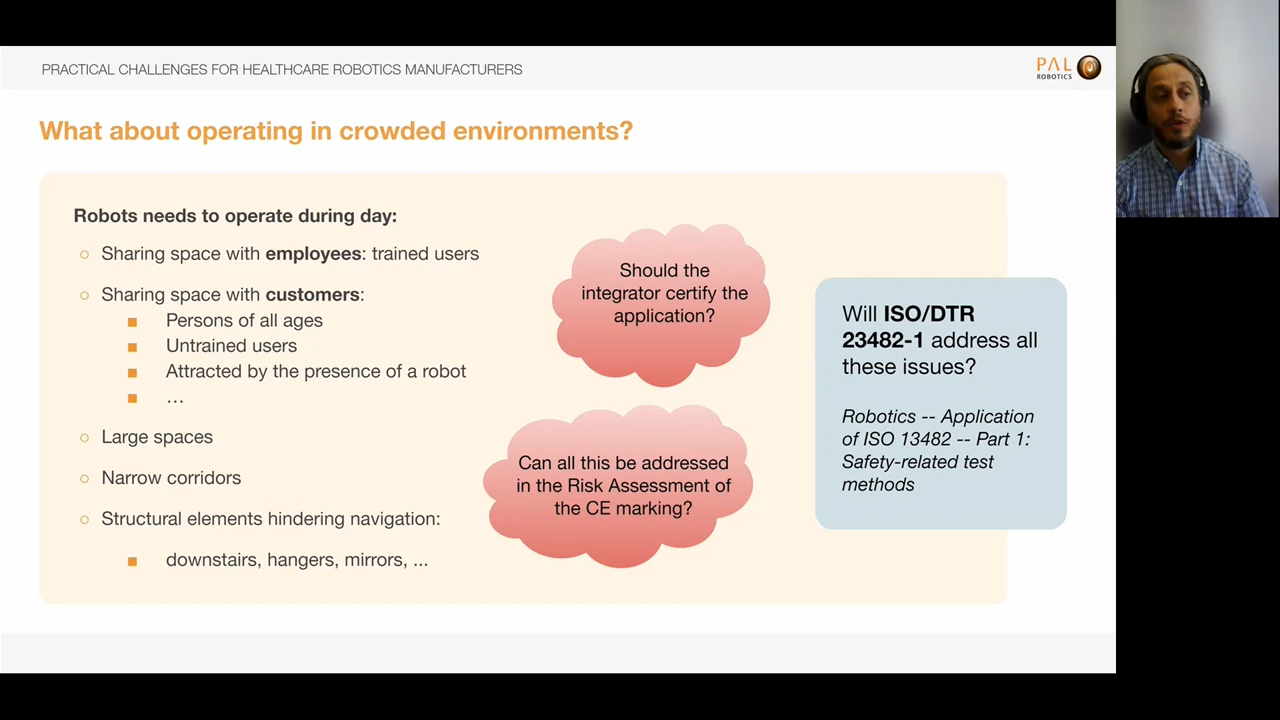 PRACTICAL CHALLENGES FOR HEALTHCARE ROBOTICS MANUFACTURERS
PAL
ROBOTICS
What about operating in crowded environments?
Robots needs to operate during day:
○ Sharing space with employees: trained users
○ Sharing space with customers:
■ Persons of all ages
■ Untrained users
■ Attracted by the presence of a robot
■ ...
○ Large spaces
○ Narrow corridors
○ Structural elements hindering navigation:
■ downstairs, hangers, mirrors, ...
Should the
integrator certify the
application?
Can all this be addressed
in the Risk Assessment of
the CE marking?
Will ISO/DTR
23482-1 address all
these issues?
Robotics -- Application
of ISO 13482 -- Part 1:
Safety-related test
methods